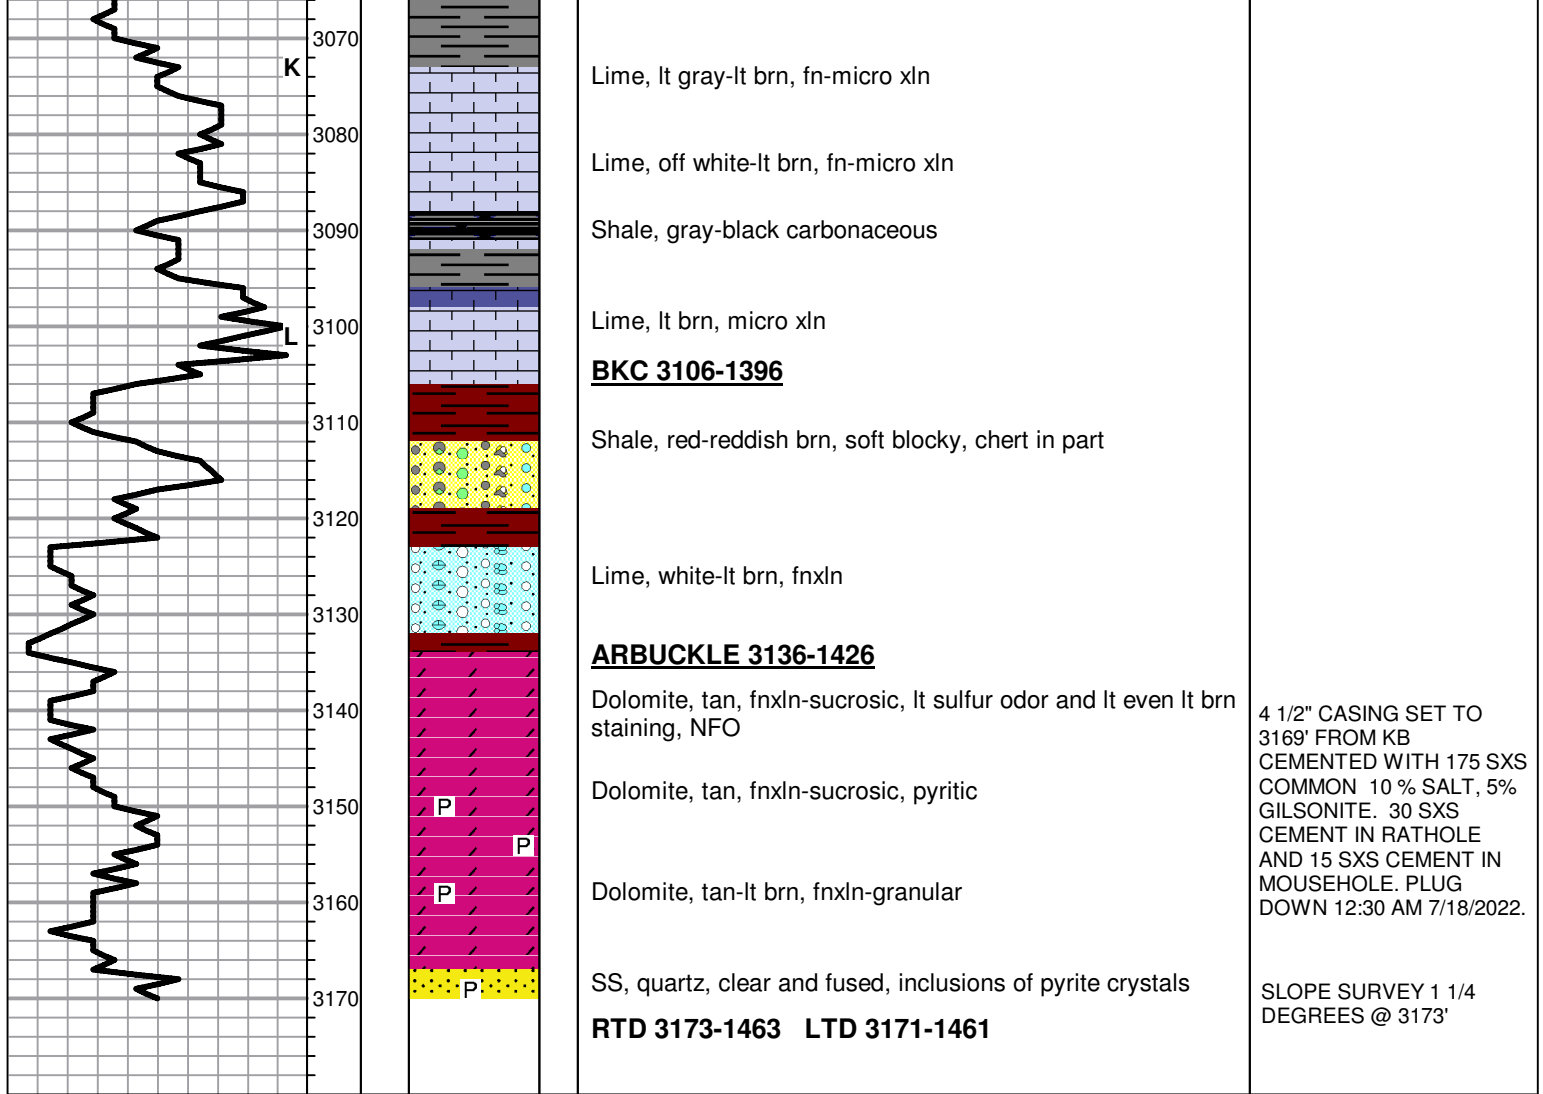 3070
K
Lime, lt gray-lt brn, fn-micro xln
3080
Lime, off white-lt brn, fn-micro xln
3090
Shale, gray-black carbonaceous
3100
L
Lime, lt brn, micro xln
BKC 3106-1396
3110
Shale, red-reddish brn, soft blocky, chert in part
3120
Lime, white-lt brn, fnxln
3130
ARBUCKLE 3136-1426
Dolomite, tan, fnxln-sucrosic, lt sulfur odor and lt even lt brn
staining, NFO
3140
4 1/2" CASING SET TO
3169' FROM KB
CEMENTED WITH 175 SXS
COMMON 10 % SALT, 5%
GILSONITE. 30 SXS
CEMENT IN RATHOLE
AND 15 SXS CEMENT IN
MOUSEHOLE. PLUG
DOWN 12:30 AM 7/18/2022.
Dolomite, tan, fnxln-sucrosic, pyritic
3150
P
P
Dolomite, tan-lt brn, fnxln-granular
P
3160
SS, quartz, clear and fused, inclusions of pyrite crystals
P
3170
SLOPE SURVEY 1 1/4
DEGREES @ 3173'
RTD 3173-1463 LTD 3171-1461